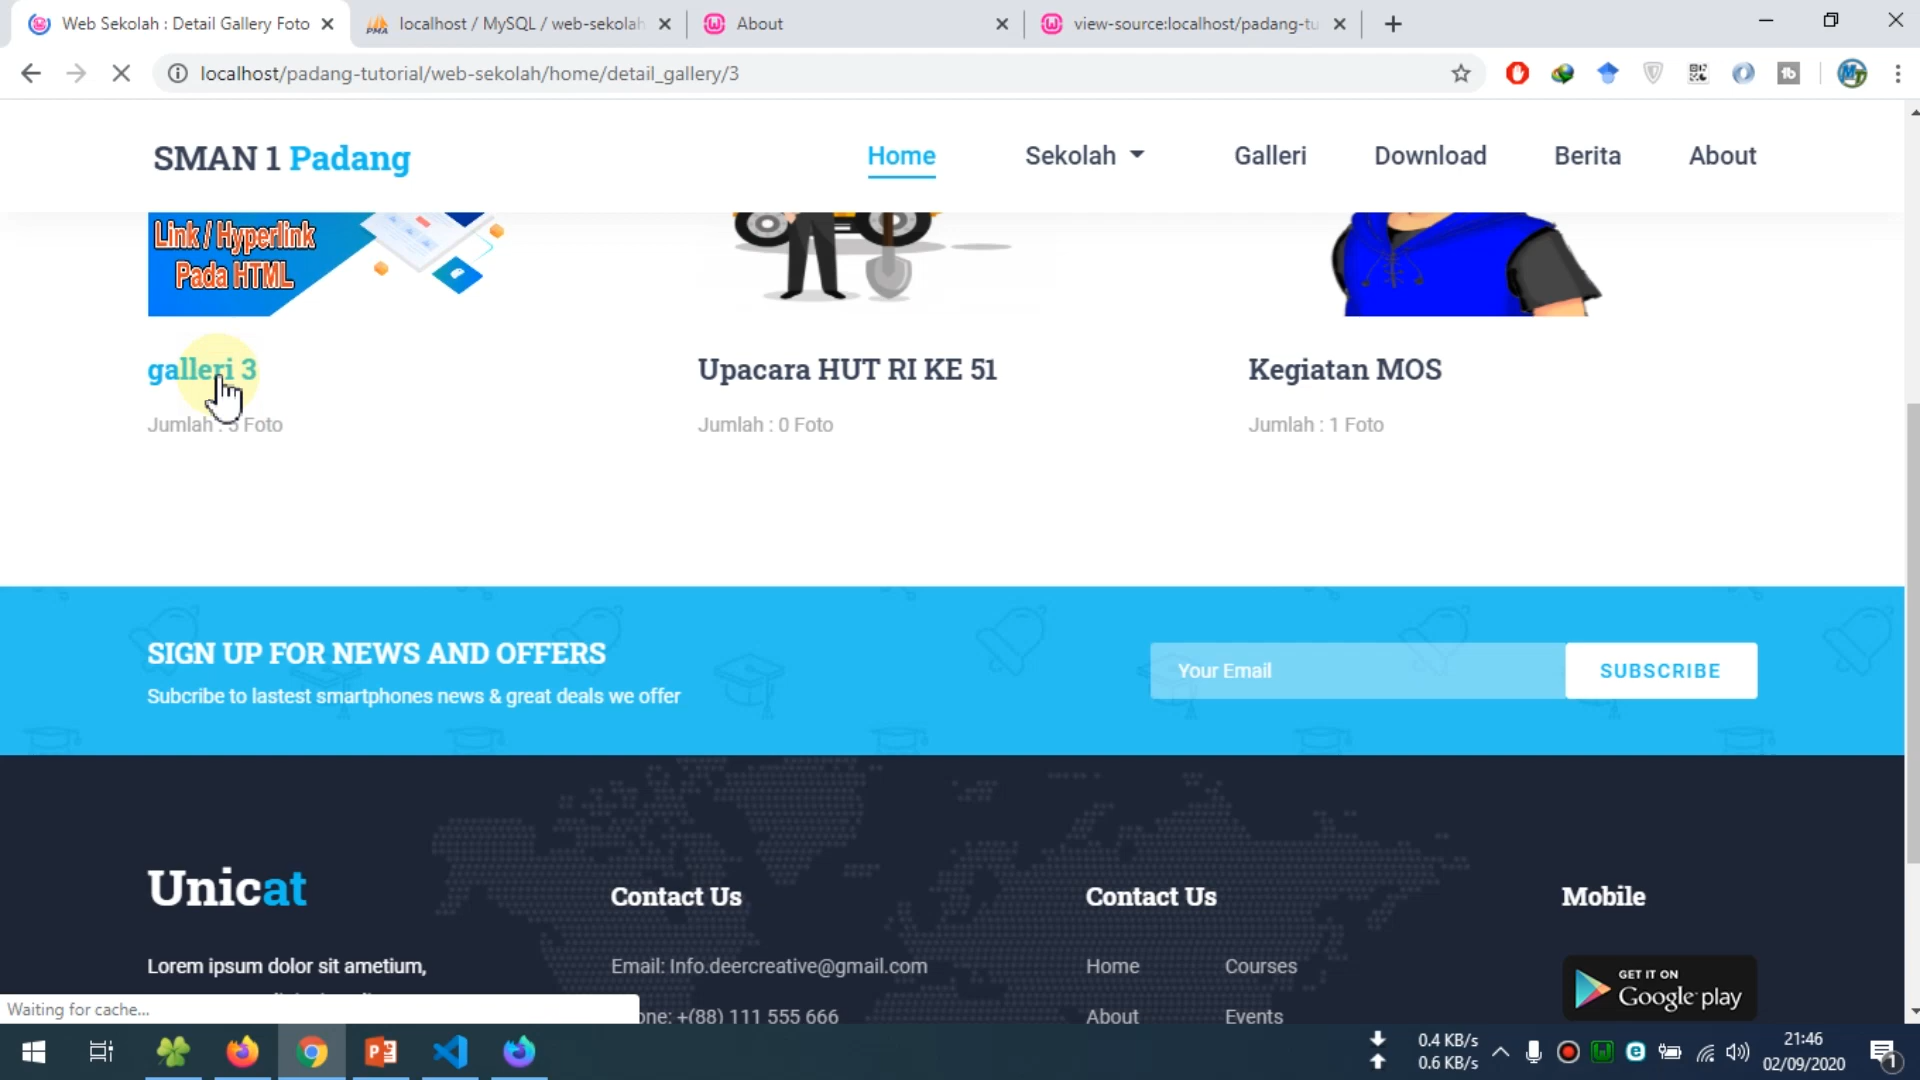 Web Sekolah : Detail Gallery Foto
localhost / MySQL / web-sekolah
About
view-source:localhost/padang-tu
localhost/padang-tutorial/web-sekolah/home/detail_gallery/3
SMAN 1 Padang
Home
Sekolah
Galleri
Download
Berita
About
Link / Hyperlink
Pada HTML
galleri 3
Upacara HUT RI KE 51
Kegiatan MOS
Jumlah : Foto
Jumlah : 0 Foto
Jumlah : 1 Foto
SIGN UP FOR NEWS AND OFFERS
Subcribe to lastest smartphones news & great deals we offer
Your Email
SUBSCRIBE
Unicat
Contact Us
Contact Us
Mobile
Lorem ipsum dolor sit ametium,
Email: Info.deercreative@gmail.com
Home
Courses
GET IT ON
Google play
Waiting for cache...
one: +(88) 111 555 666
About
Events
0.4 KB/s
0.6 KB/s
21:46
02/09/2020
1